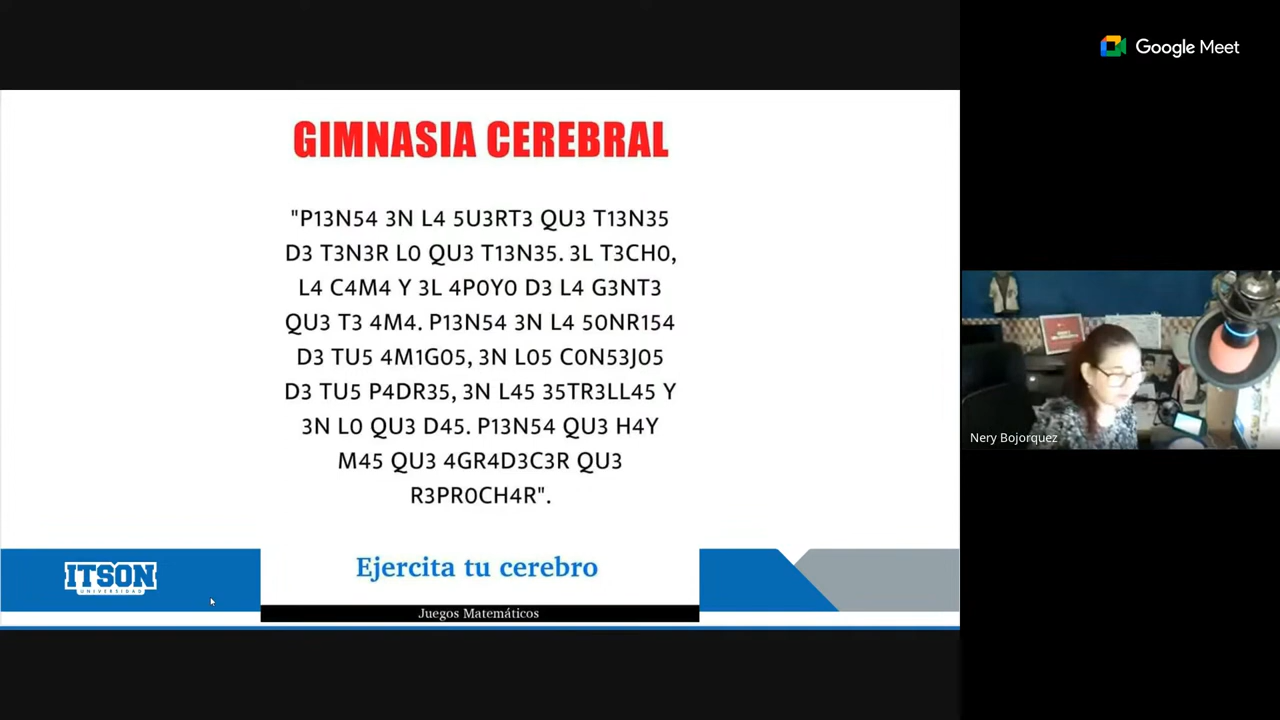 Google Meet
GIMNASIA CEREBRAL
"P13N54 3N L4 5U3RT3 QU3 T13N35
D3 T3N3R L0 QU3 T13N35. 3L T3CH0,
L4 C4M4 Y 3L 4P0Y0 D3 L4 G3NT3
QU3 T3 4M4. P13N54 3N L4 50NR154
D3 TU5 4M1G05, 3N L05 C0N53J05
D3 TU5 P4DR35, 3N L45 35TR3LL45 Y
3N L0 QU3 D45. P13N54 QU3 H4Y
M45 QU3 4GR4D3C3R QU3
R3PR0CH4R".
Nery Bojorquez
Ejercita tu cerebro
ITSON
UNIVERSIDAD
Juegos Matemáticos